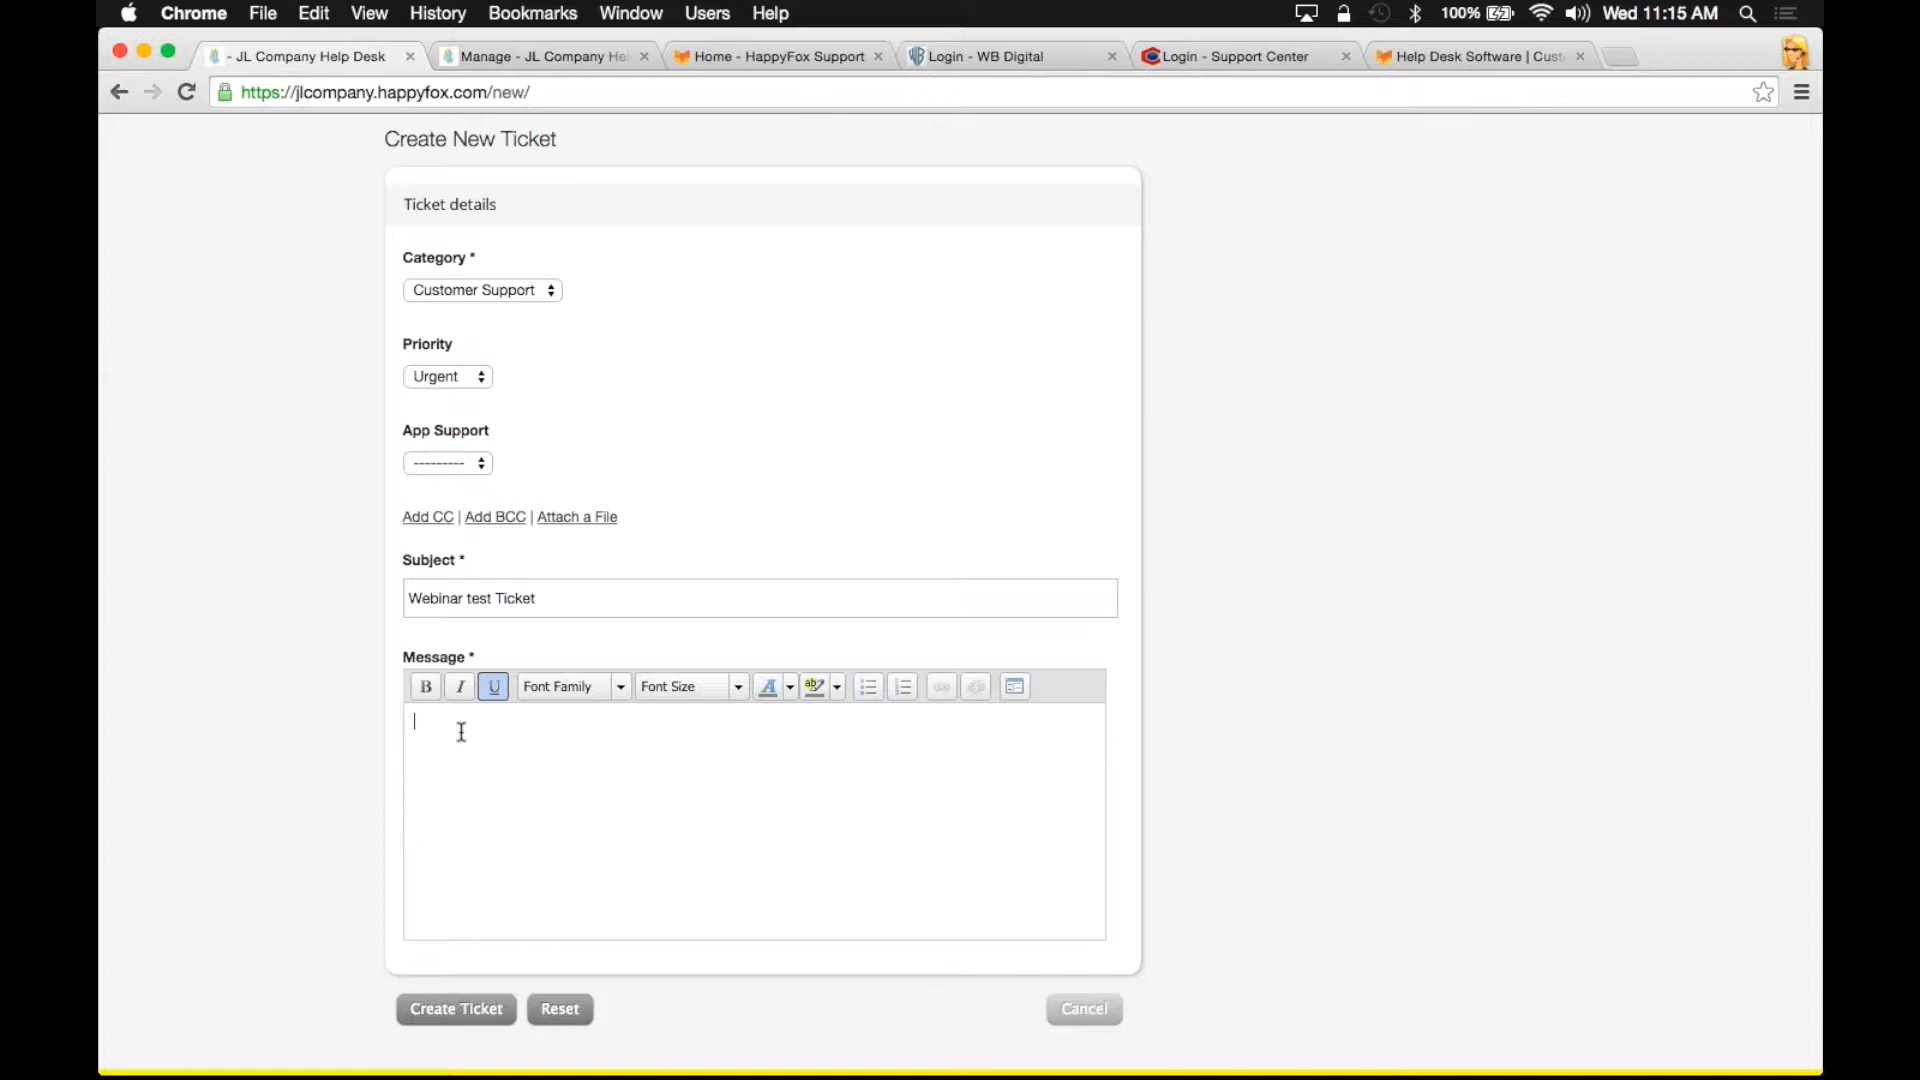 Chrome File Edit View History Bookmarks Window Users Help 100% Wed 11:15 AM
- JL Company Help Desk Manage - JL Company Hel Home - HappyFox Support Login - WB Digital Login - Support Center Help Desk Software | Cust
https://jlcompany.happyfox.com/new/
Create New Ticket
Ticket details
Category *
Customer Support
Priority
Urgent
App Support
---------
Add CC | Add BCC | Attach a File
Subject *
Webinar test Ticket
Message *
B I U Font Family Font Size A ab
Create Ticket Reset Cancel